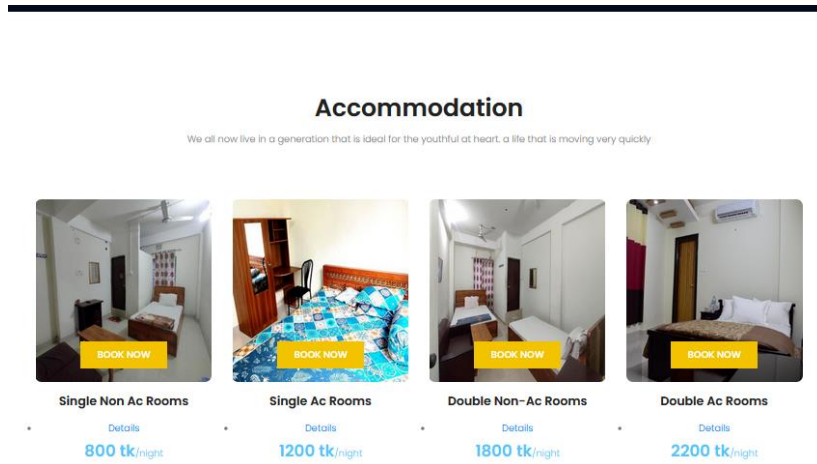 Accommodation
We all now live in a generation that is ideal for the youthful at heart. a life that is moving very quickly
BOOK NOW
BOOK NOW
BOOK NOW
BOOK NOW
Single Non Ac Rooms
Single Ac Rooms
Double Non-Ac Rooms
Double Ac Rooms
Details
Details
Details
Details
800 tk/night
1200 tk/night
1800 tk/night
2200 tk/night